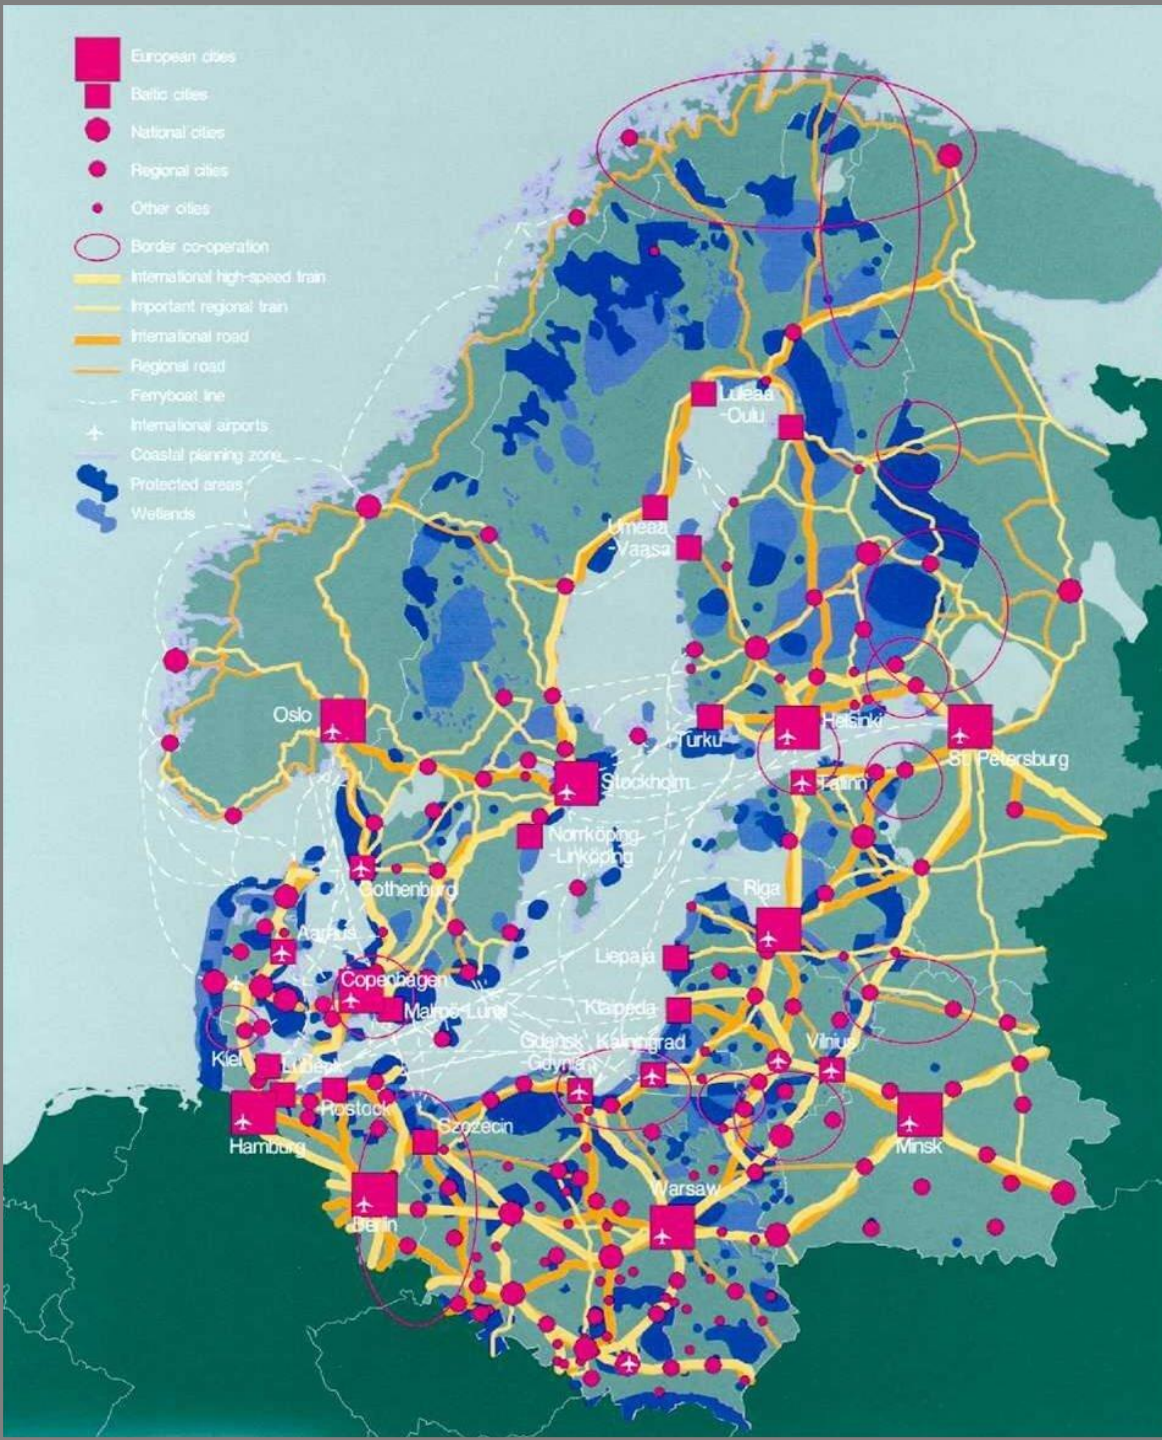 European cities
Baltic cities
National cities
Regional cities
Other cities
Border co-operation
International high-speed train
Important regional train
International road
Regional road
Ferryboat line
International airports
Coastal planning zone
Protected areas
Wetlands
Luleaa
-Oulu
Umeaa
-Vaasa
Oslo
Turku
Helsinki
St. Petersburg
Stockholm
Tallinn
Norrköping-
-Linköping
Gothenburg
Riga
Aarhus
Liepaja
Copenhagen
Malmö-Lund
Klaipeda
Gdansk
-Gdynia
Kaliningrad
Vilnius
Kiel
Lübeck
Rostock
Szczecin
Hamburg
Minsk
Warsaw
Berlin